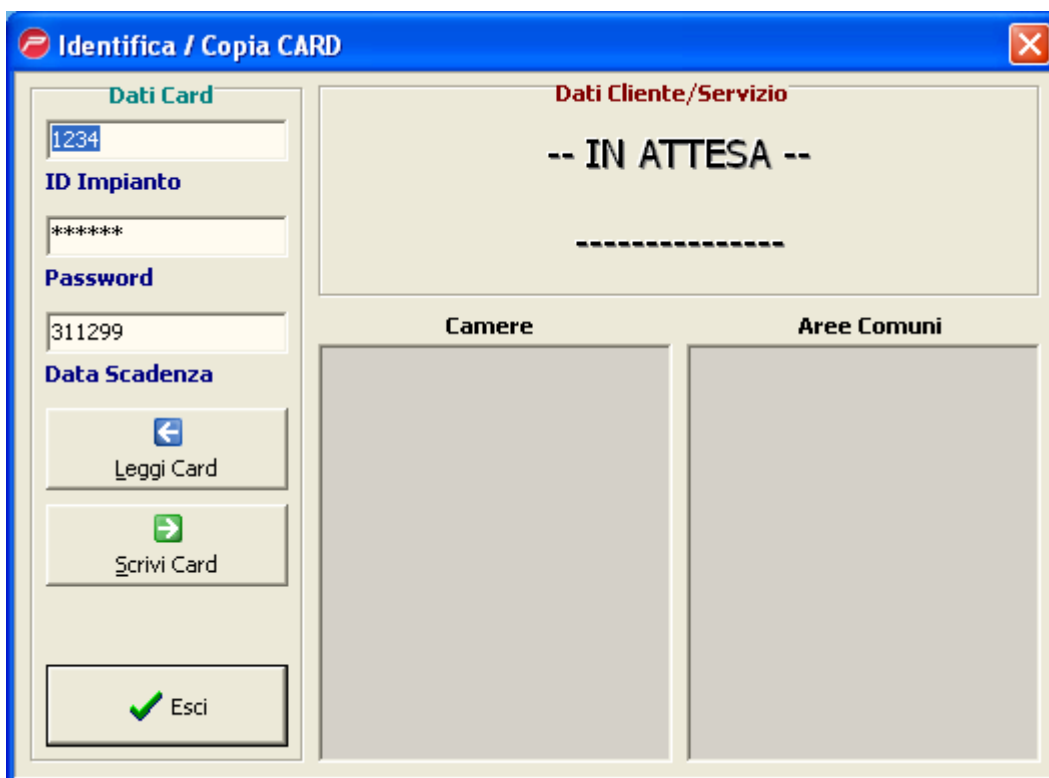 Identifica / Copia CARD
Dati Card
1234
ID Impianto
******
Password
311299
Data Scadenza
Leggi Card
Scrivi Card
Esci
Dati Cliente/Servizio
-- IN ATTESA --
---------------
Camere
Aree Comuni